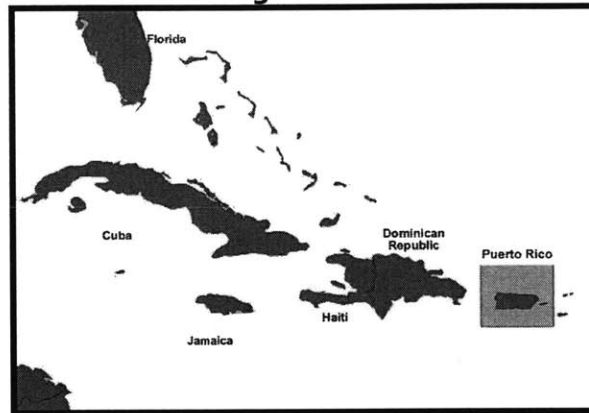 Florida
Cuba
Dominican
Republic
Puerto Rico
Haiti
Jamaica